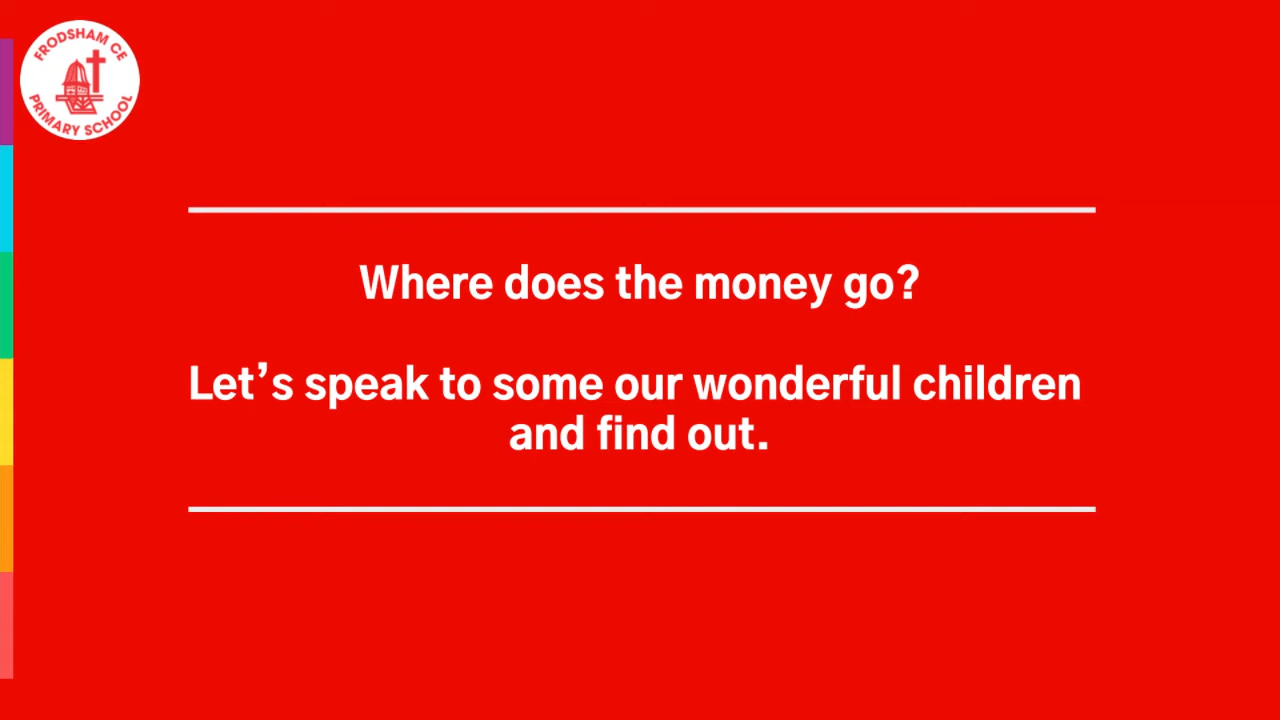 FRODSHAM CE
PRIMARY SCHOOL
Where does the money go?
Let’s speak to some our wonderful children
and find out.